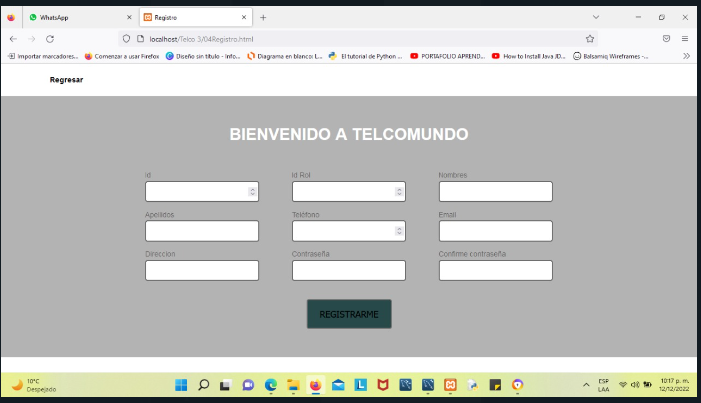 WhatsApp
Registro
localhost/Telco 3/04Registro.html
Importar marcadores...
Comenzar a usar Firefox
Diseño sin título - Info...
Diagrama en blanco: L...
El tutorial de Python ...
PORTAFOLIO APREND...
How to Install Java JD...
Balsamiq Wireframes -...
Regresar
BIENVENIDO A TELCOMUNDO
Id
Id Rol
Nombres
Apellidos
Teléfono
Email
Direccion
Contraseña
Confirme contraseña
REGISTRARME
10°C
Despejado
ESP
LAA
10:17 p. m.
12/12/2022